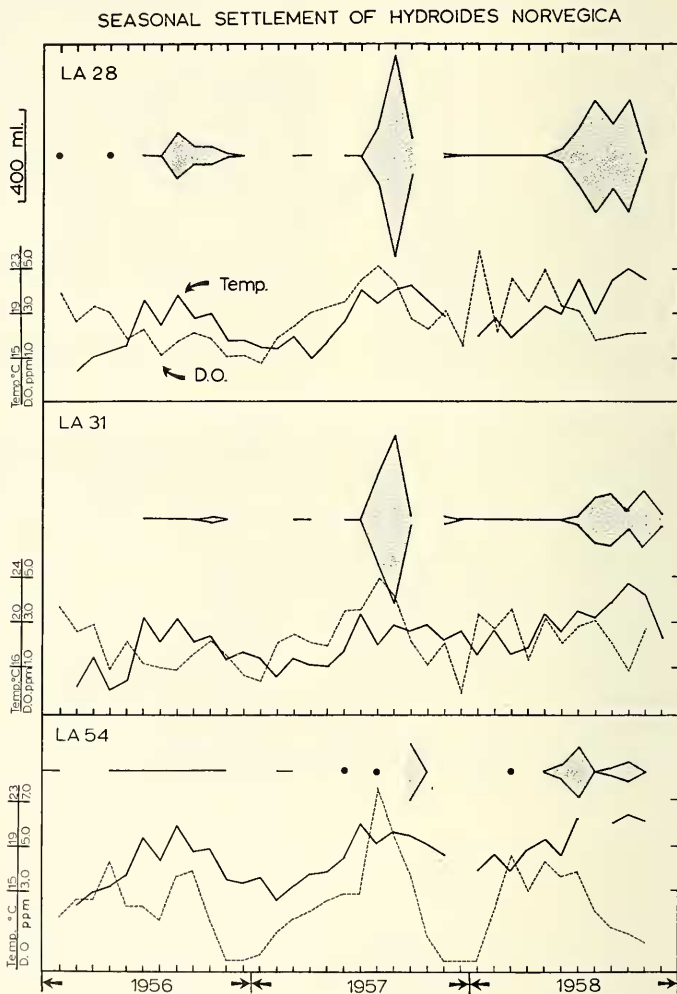 SEASONAL SETTLEMENT OF HYDROIDES NORVEGICA
LA 28
400 ml.
Temp.
D.O.
Temp.°C 15 19 23
D.O.ppm 1.0 3.0 5.0
LA 31
Temp.°C 16 20 24
D.O.ppm 1.0 3.0 5.0
LA 54
Temp. °C 15 19 23
D.O ppm 3.0 5.0 7.0
1956 1957 1958